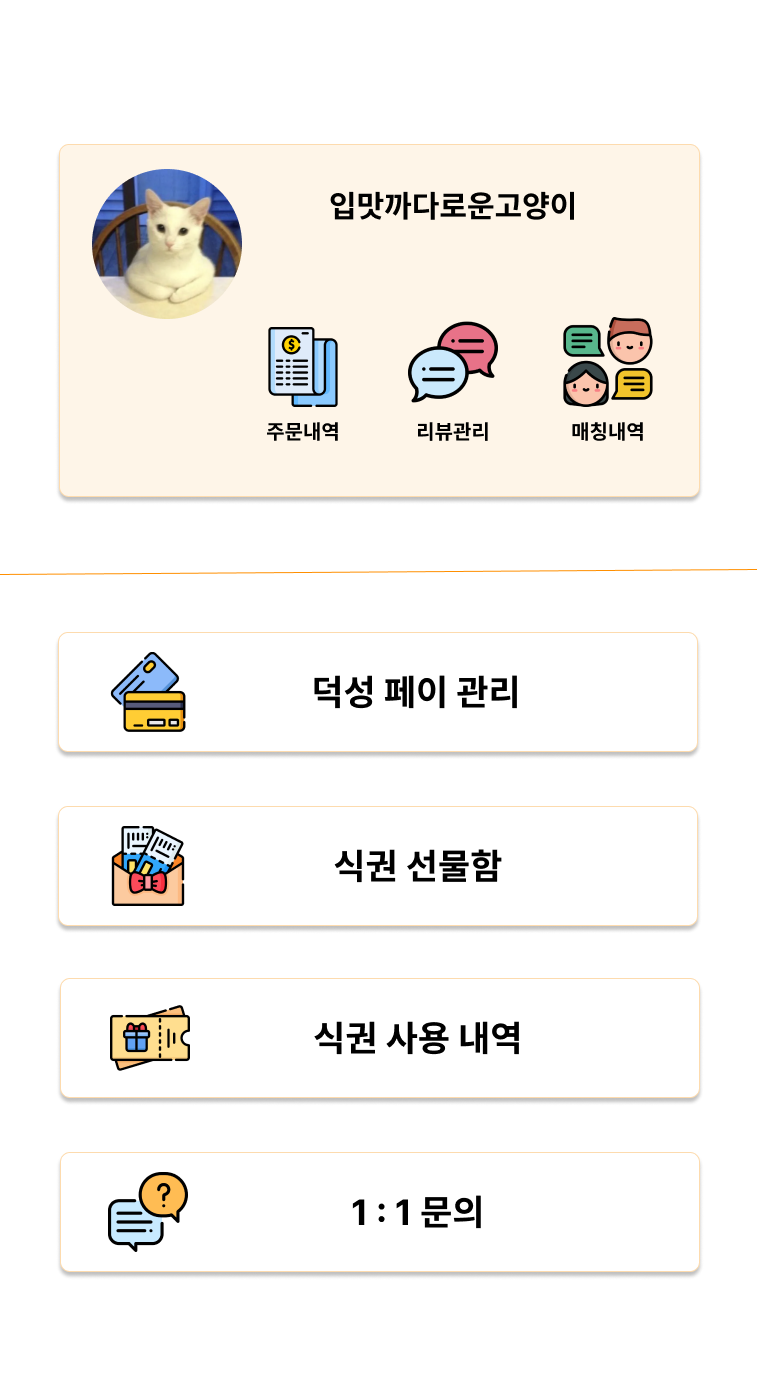 입맛까다로운고양이
주문내역 리뷰관리 매칭내역
덕성 페이 관리
식권 선물함
식권 사용 내역
1 : 1 문의